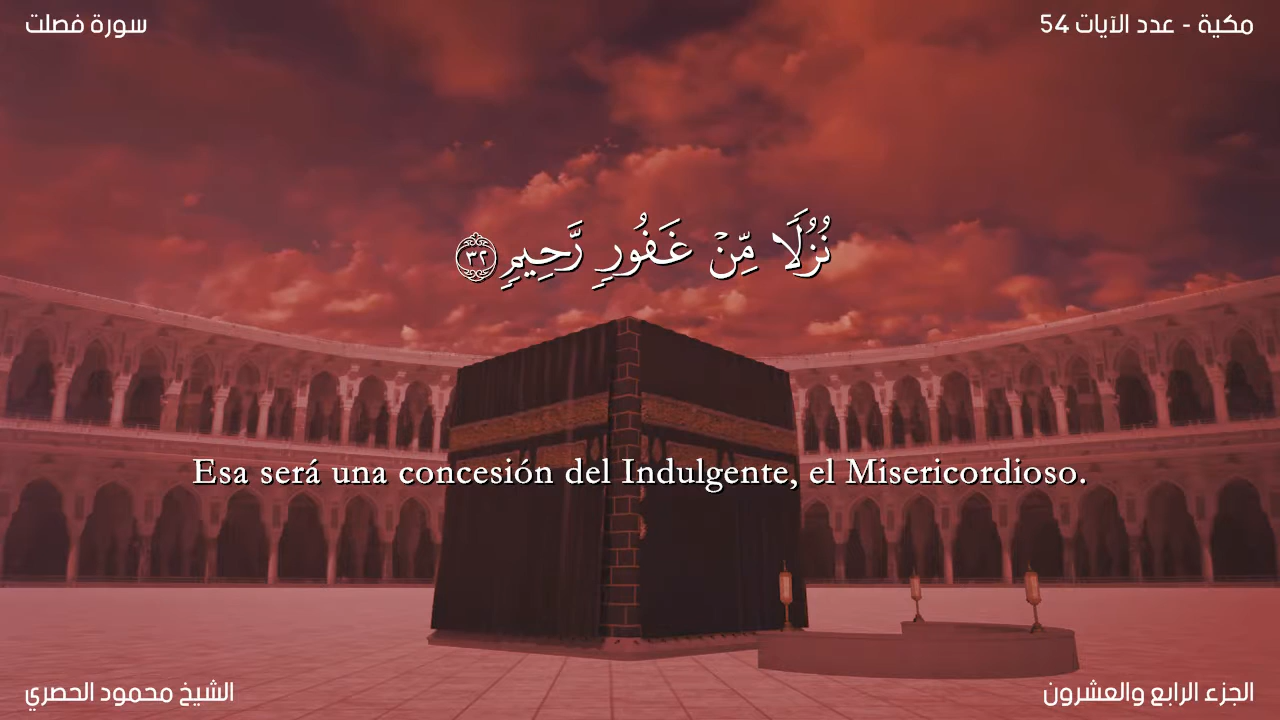 سورة فصلت
مكية - عدد الآيات 54
نُزُلًا مِّنْ غَفُورٍ رَّحِيمٍ ٣٢
Esa será una concesión del Indulgente, el Misericordioso.
الشيخ محمود الحصري
الجزء الرابع والعشرون